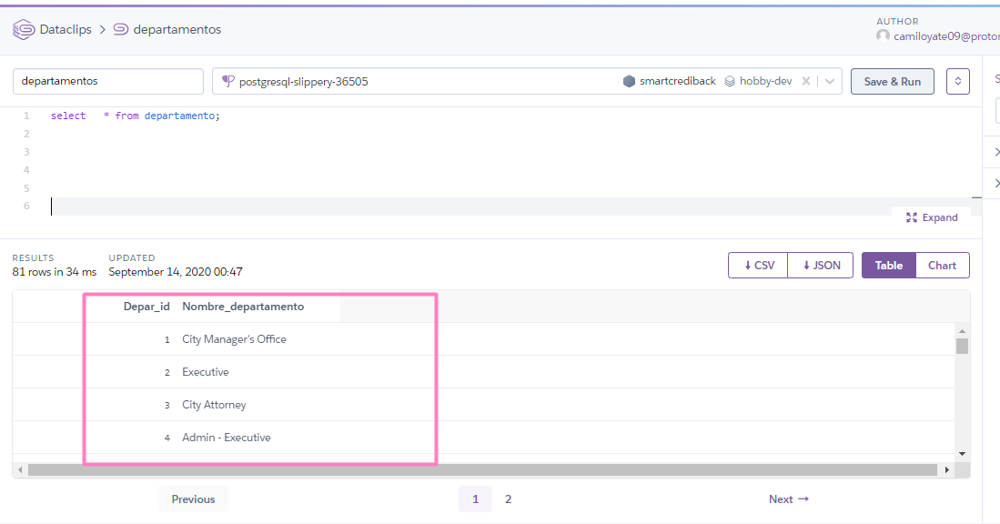 Dataclips > departamentos
AUTHOR
camiloyate09@proton
departamentos
postgresql-slippery-36505
smartcrediback
hobby-dev
Save & Run
1 select * from departamento;
2
3
4
5
6
Expand
RESULTS
81 rows in 34 ms
UPDATED
September 14, 2020 00:47
CSV
JSON
Table
Chart
Depar_id Nombre_departamento
1 City Manager's Office
2 Executive
3 City Attorney
4 Admin - Executive
Previous
1
2
Next